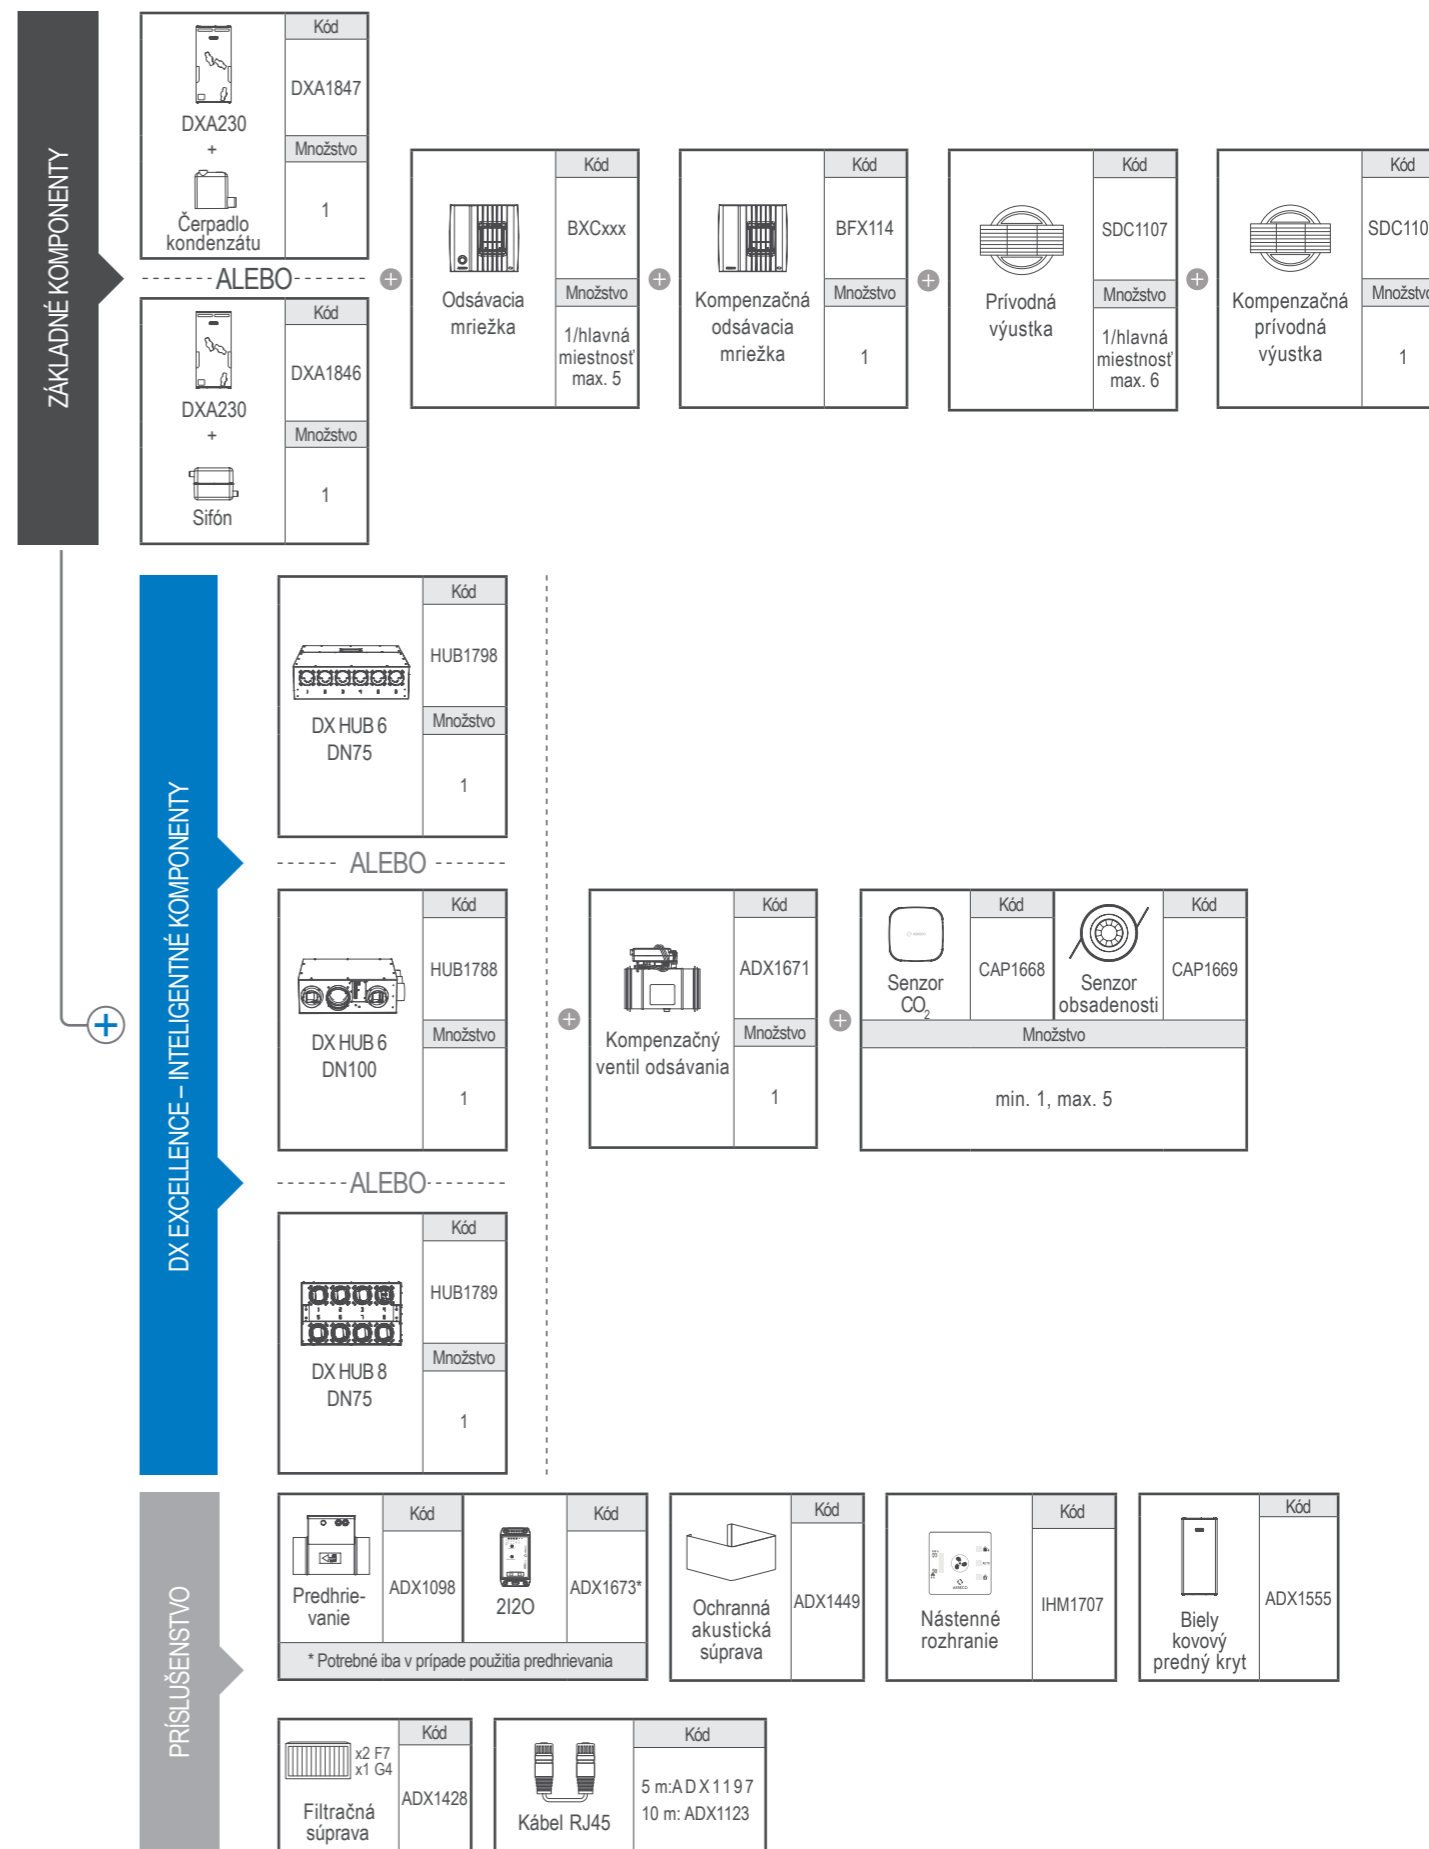 ZÁKLADNÉ KOMPONENTY
Kód
DXA1847
DXA230
+
Množstvo
Čerpadlo
kondenzátu
1
ALEBO
Kód
DXA1846
DXA230
+
Množstvo
Sifón
1
Kód
BXCxxx
Odsávacia
mriežka
Množstvo
1/hlavná
miestnosť
max. 5
Kód
BFX114
Kompenzačná
odsávacia
mriežka
Množstvo
1
Kód
SDC1107
Prívodná
výustka
Množstvo
1/hlavná
miestnosť
max. 6
Kód
SDC110
Kompenzačná
prívodná
výustka
Množstvo
1
DX EXCELLENCE – INTELIGENTNÉ KOMPONENTY
Kód
HUB1798
DX HUB 6
DN75
Množstvo
1
ALEBO
Kód
HUB1788
DX HUB 6
DN100
Množstvo
1
ALEBO
Kód
HUB1789
DX HUB 8
DN75
Množstvo
1
Kód
ADX1671
Kompenzačný
ventil odsávania
Množstvo
1
Kód
CAP1668
Senzor
CO2
Kód
CAP1669
Senzor
obsadenosti
Množstvo
min. 1, max. 5
PRÍSLUŠENSTVO
Kód
ADX1098
Predhrie-
vanie
Kód
ADX1673*
2I2O
* Potrebné iba v prípade použitia predhrievania
Kód
ADX1449
Ochranná
akustická
súprava
Kód
IHM1707
Nástenné
rozhranie
Kód
ADX1555
Biely
kovový
predný kryt
Kód
x2 F7
x1 G4
ADX1428
Filtračná
súprava
Kód
5 m:ADX1197
10 m: ADX1123
Kábel RJ45